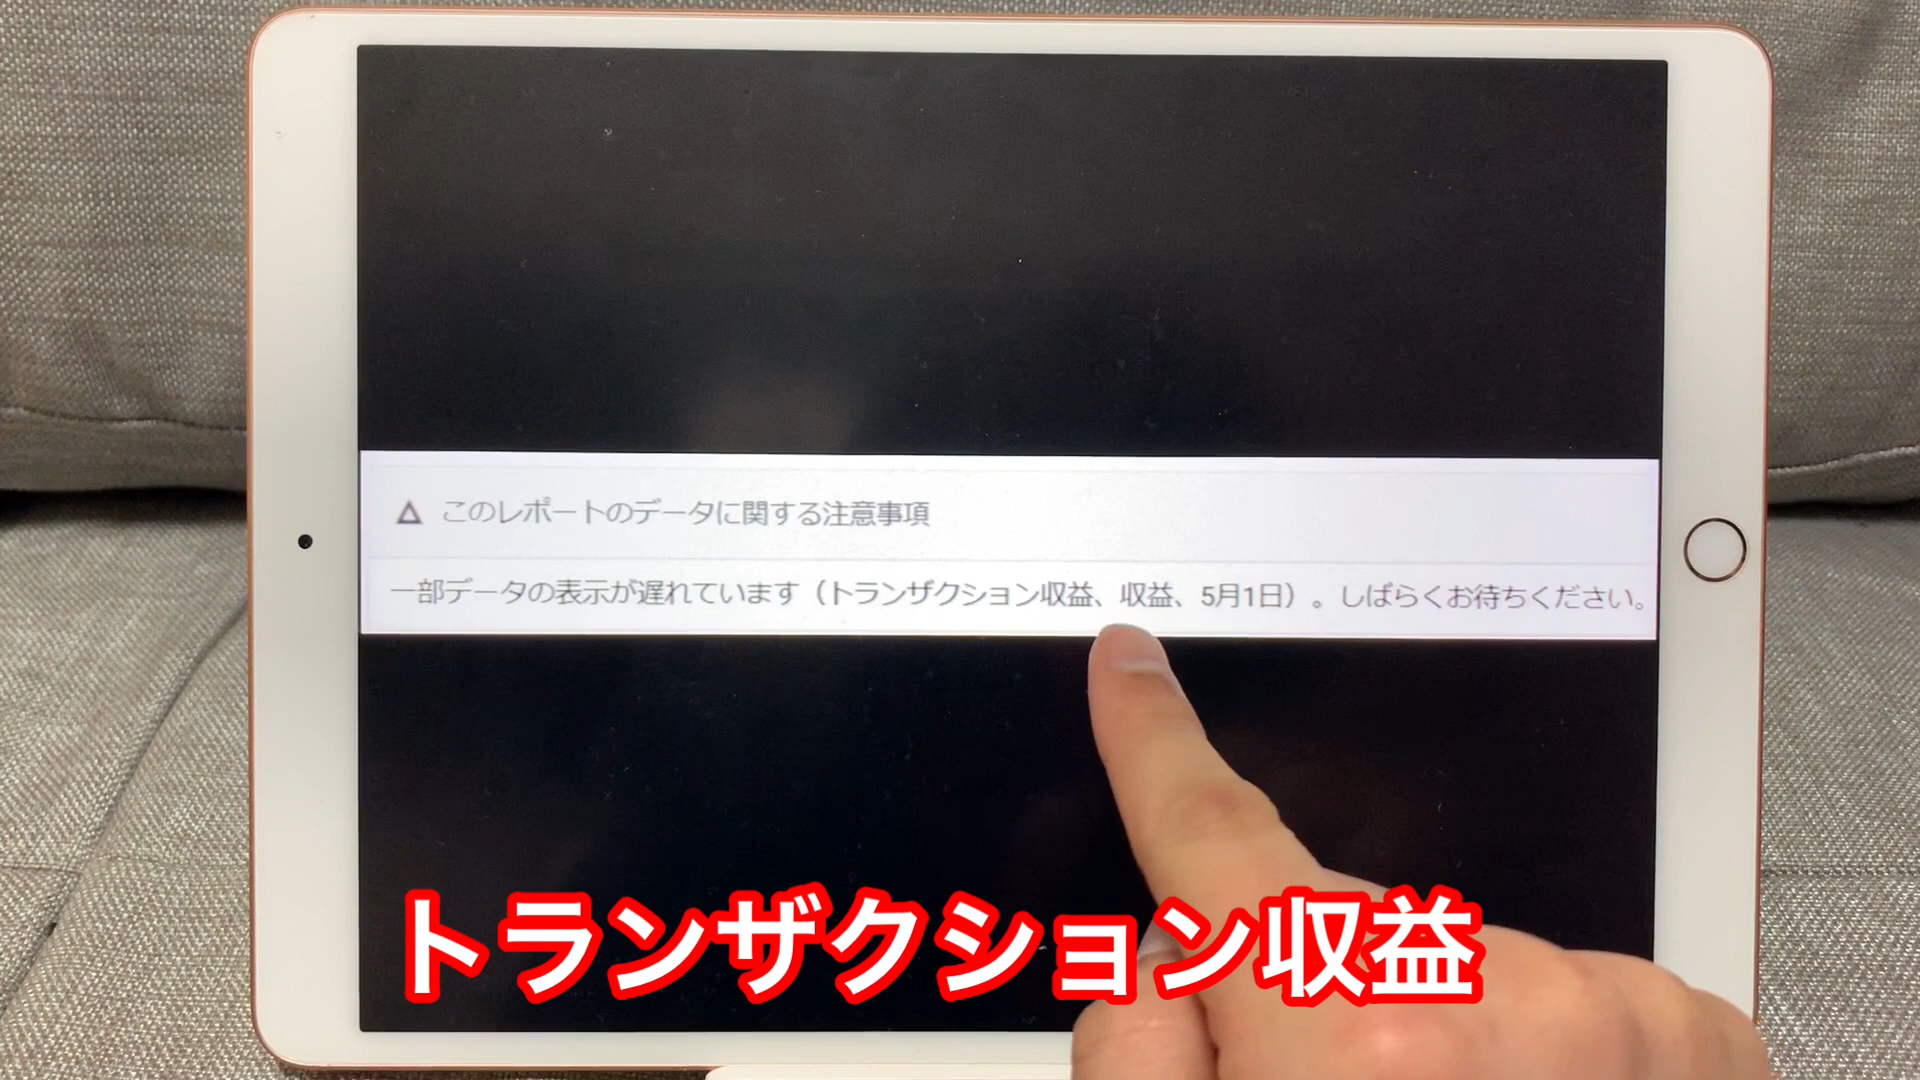 このレポートのデータに関する注意事項
一部データの表示が遅れています（トランザクション収益、収益、5月1日）。しばらくお待ちください。
トランザクション収益